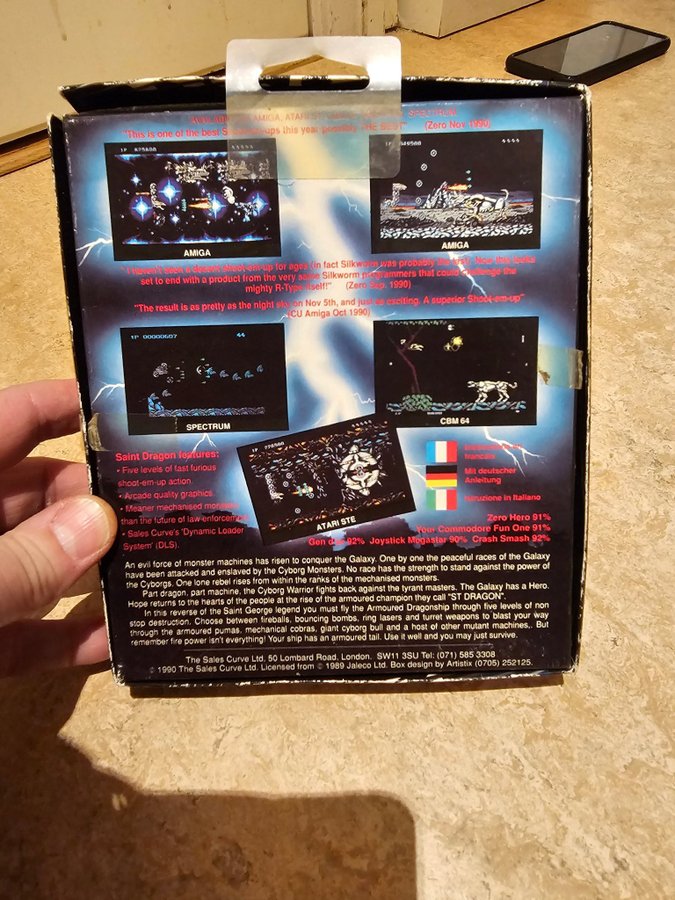 AMIGA, ATARI ST, SPECTRUM
"This is one of the best Shoot-em-ups this year possibly THE BEST" (Zero Nov 1990)
1P 075800
1P
AMIGA
AMIGA
"I haven't seen a decent shoot-em-up for ages (in fact Silkworm was probably the last). Now this looks
set to end with a product from the very same Silkworm programmers that could challenge the
mighty R-Type itself!" (Zero Sep. 1990)
"The result is as pretty as the night sky on Nov 5th, and just as exciting. A superior Shoot-em-up"
(CU Amiga Oct 1990)
1P 00000607
SPECTRUM
CBM 64
ATARI STE
Saint Dragon features:
• Five levels of fast furious
shoot-em-up action.
• Arcade quality graphics.
• Meaner mechanised monsters
than the future of law enforcement
• Sales Curve's 'Dynamic Loader
System' (DLS).
français
Mit deutscher
Anleitung
Istruzione in Italiano
Zero Hero 91%
Your Commodore Fun One 91%
92% Joystick Megastar 90% Crash Smash 92%
An evil force of monster machines has risen to conquer the Galaxy. One by one the peaceful races of the Galaxy
have been attacked and enslaved by the Cyborg Monsters. No race has the strength to stand against the power of
the Cyborgs. One lone rebel rises from within the ranks of the mechanised monsters.
Part dragon, part machine, the Cyborg Warrior fights back against the tyrant masters. The Galaxy has a Hero.
Hope returns to the hearts of the people at the rise of the armoured champion they call "ST DRAGON".
In this reverse of the Saint George legend you must fly the Armoured Dragonship through five levels of non
stop destruction. Choose between fireballs, bouncing bombs, ring lasers and turret weapons to blast your way
through the armoured pumas, mechanical cobras, giant cyborg bull and a host of other mutant machines,. But
remember fire power isn't everything! Your ship has an armoured tail. Use it well and you may just survive.
The Sales Curve Ltd. 50 Lombard Road, London. SW11 3SU Tel: (071) 585 3308
© 1990 The Sales Curve Ltd. Licensed from © 1989 Jaleco Ltd. Box design by Artistix (0705) 252125.